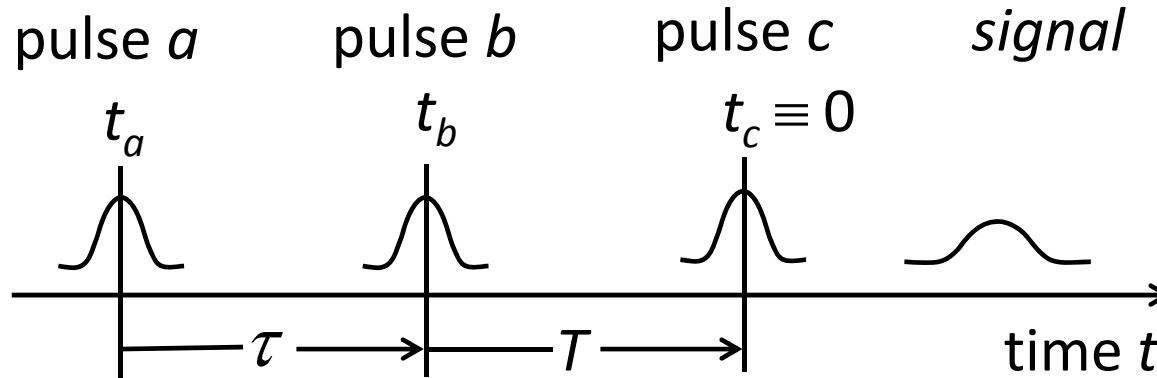 pulse a pulse b pulse c signal
t_a t_b t_c ≡ 0
τ T time t